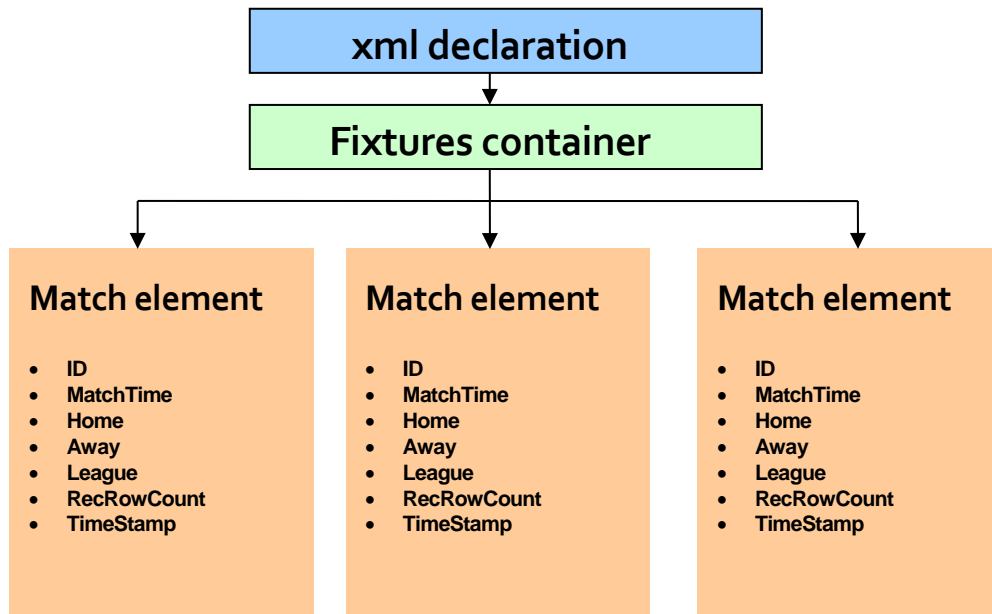 xml declaration
Fixtures container
Match element
• ID
• MatchTime
• Home
• Away
• League
• RecRowCount
• TimeStamp
Match element
• ID
• MatchTime
• Home
• Away
• League
• RecRowCount
• TimeStamp
Match element
• ID
• MatchTime
• Home
• Away
• League
• RecRowCount
• TimeStamp